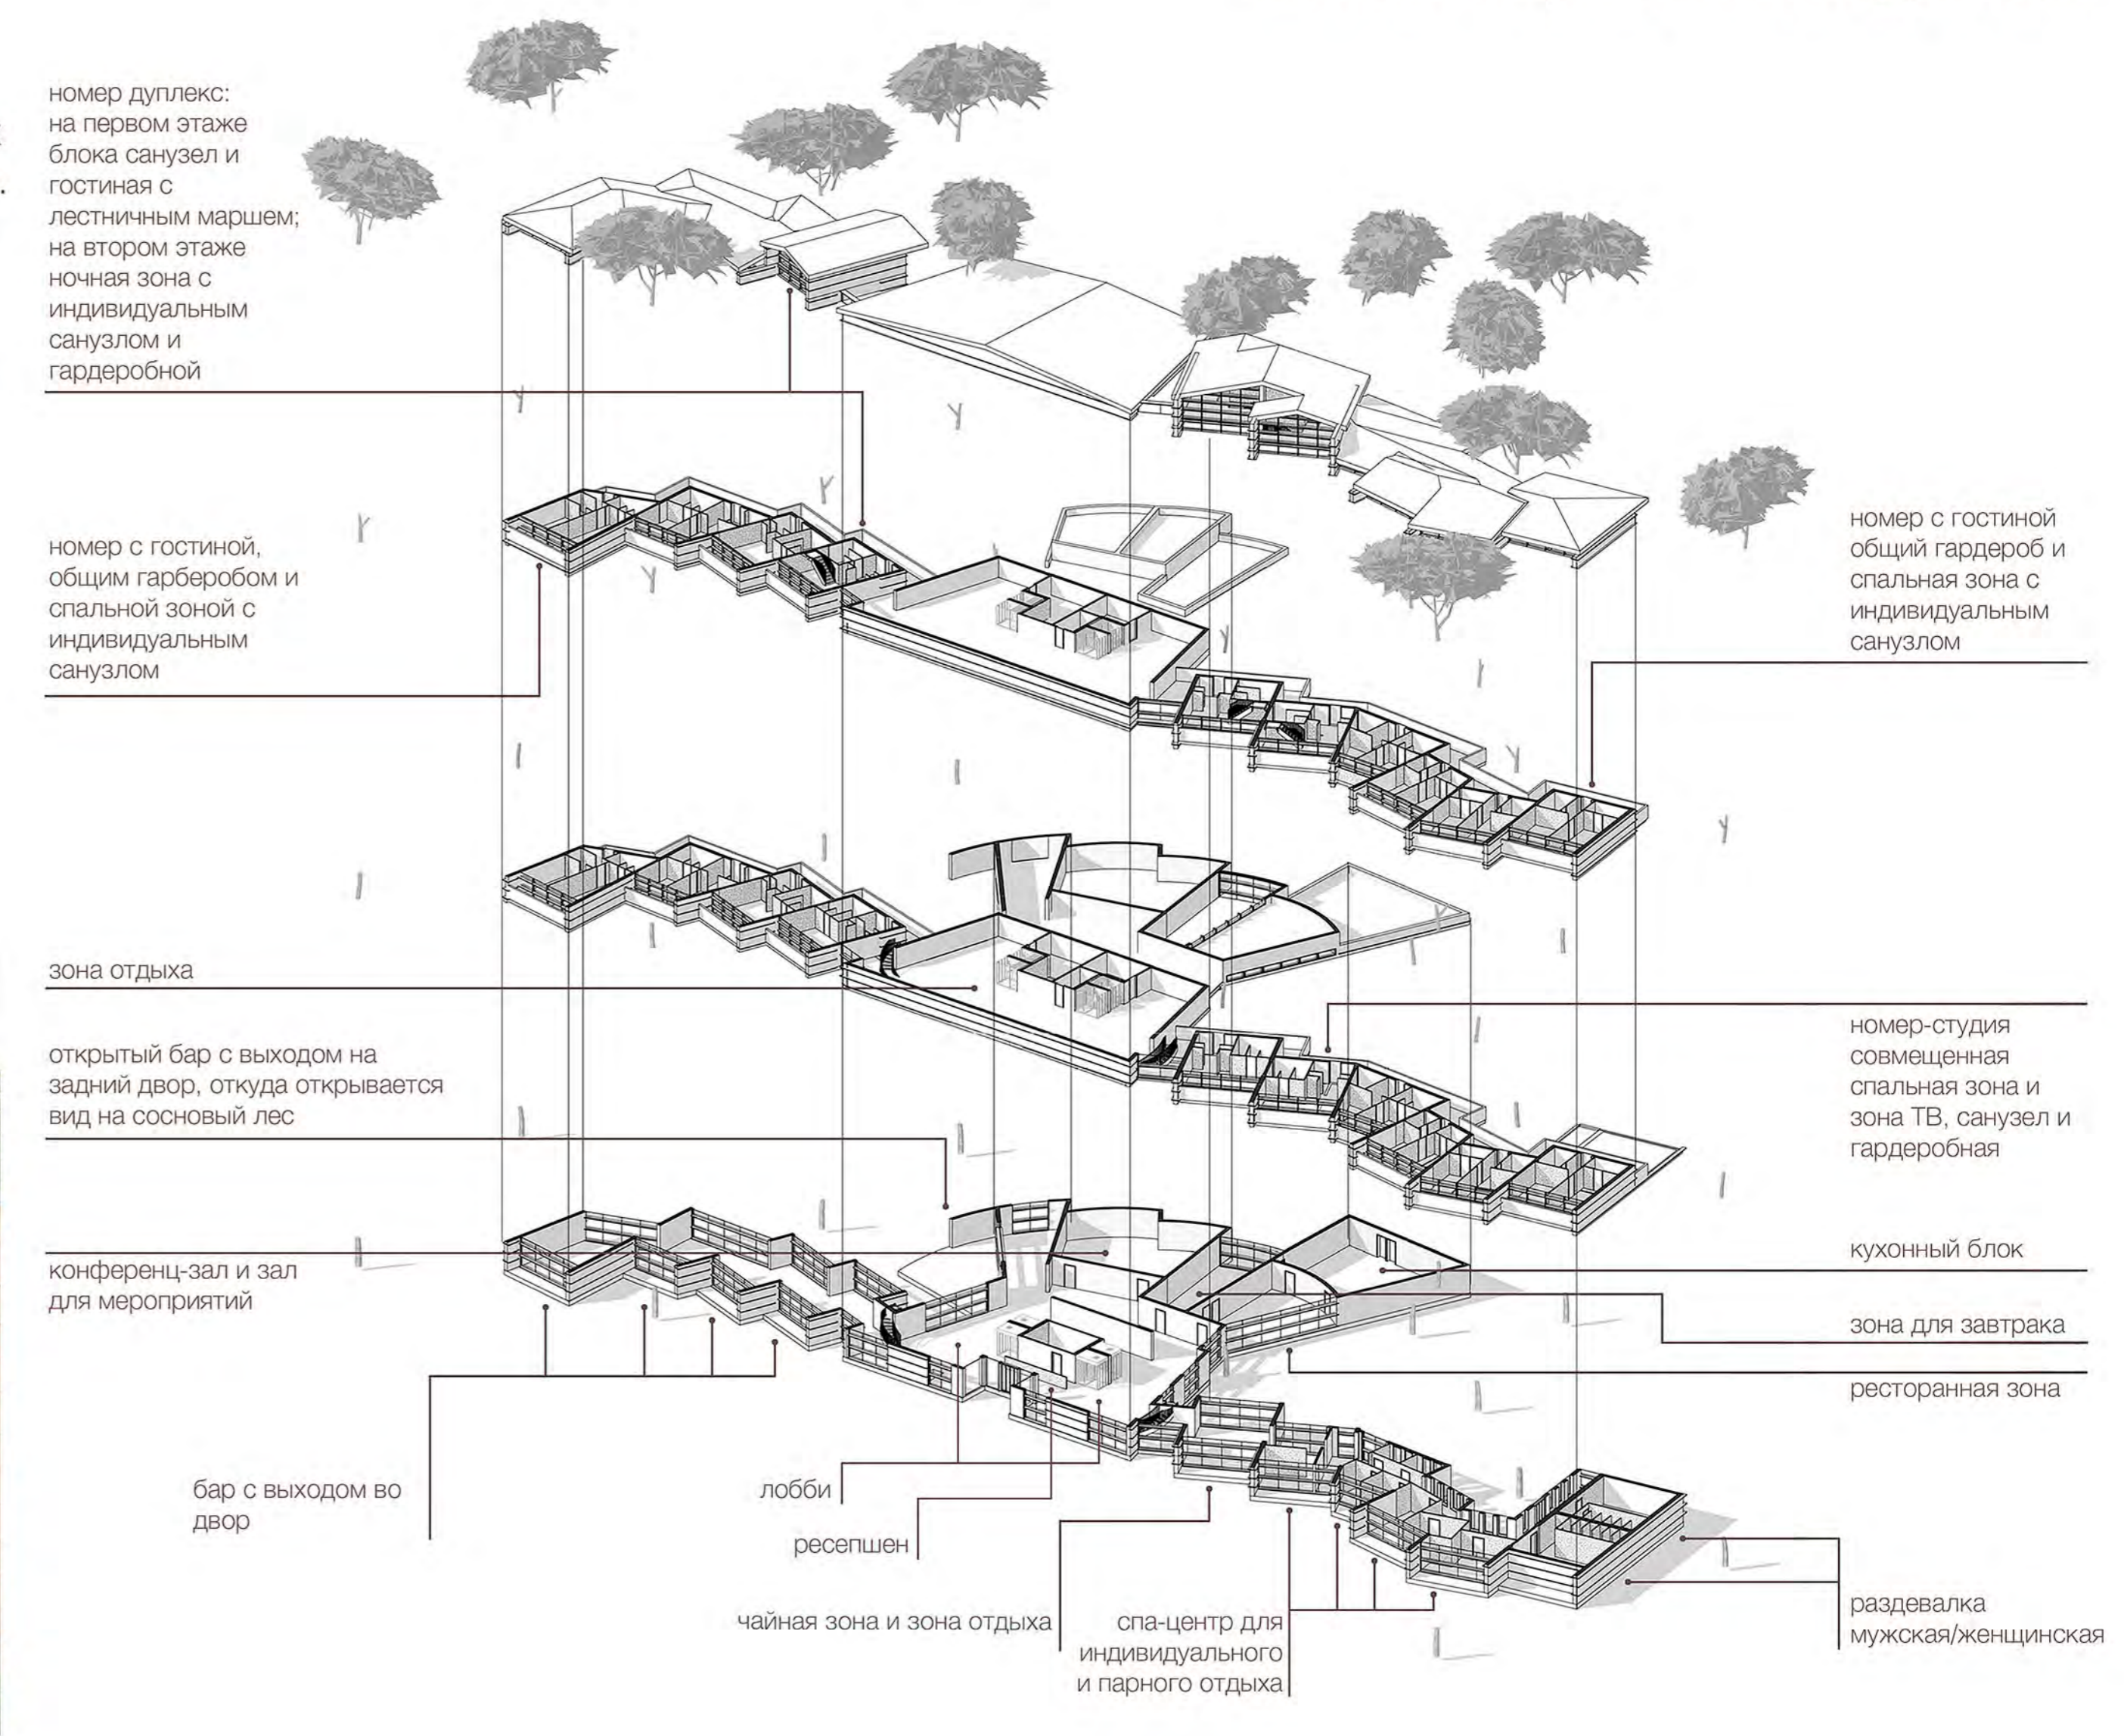 номер дуплекс:
на первом этаже
блока санузел и
гостиная с
лестничным маршем;
на втором этаже
ночная зона с
индивидуальным
санузлом и
гардеробной
номер с гостиной,
общим гарберобом и
спальной зоной с
индивидуальным
санузлом
номер с гостиной
общий гардероб и
спальная зона с
индивидуальным
санузлом
зона отдыха
открытый бар с выходом на
задний двор, откуда открывается
вид на сосновый лес
номер-студия
совмещенная
спальная зона и
зона ТВ, санузел и
гардеробная
конференц-зал и зал
для мероприятий
кухонный блок
зона для завтрака
ресторанная зона
бар с выходом во
двор
лобби
ресепшен
чайная зона и зона отдыха
спа-центр для
индивидуального
и парного отдыха
раздевалка
мужская/женщинская